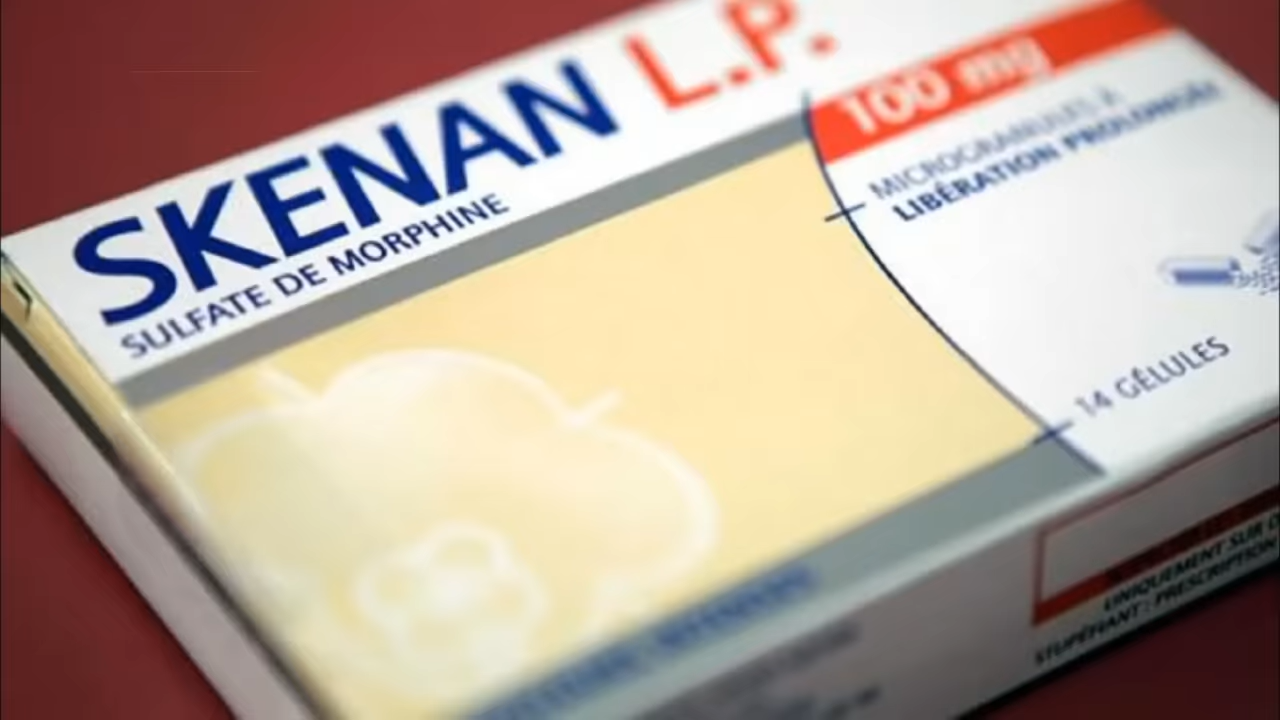 SKENAN L.P.
SULFATE DE MORPHINE
100 mg
MICROGRANULES À
LIBÉRATION PROLONGÉE
14 GÉLULES
UNIQUEMENT SUR
STUPÉFIANT : PRESCRIPTION